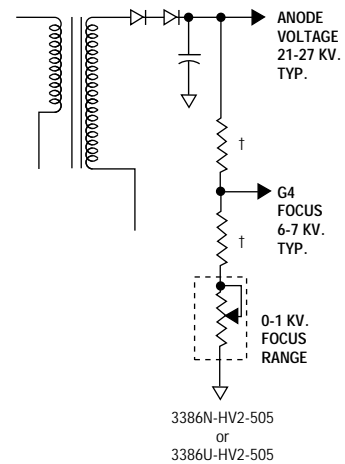 ANODE
VOLTAGE
21-27 KV.
TYP.
†
G4
FOCUS
6-7 KV.
TYP.
†
0-1 KV.
FOCUS
RANGE
3386N-HV2-505
or
3386U-HV2-505